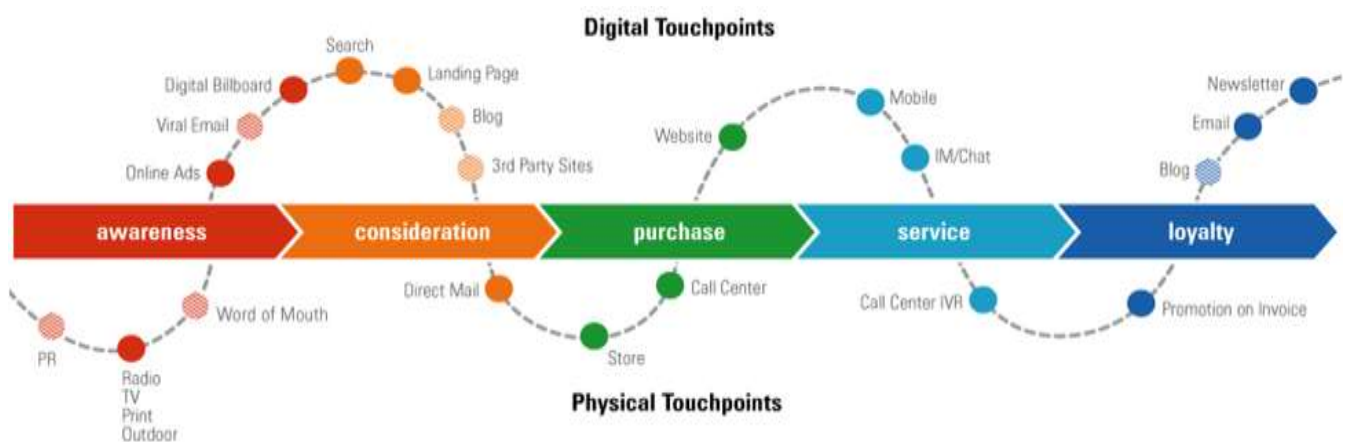 Digital Touchpoints
Search
Landing Page
Digital Billboard
Blog
Viral Email
3rd Party Sites
Online Ads
Website
Mobile
IM/Chat
Newsletter
Email
Blog
awareness
consideration
purchase
service
loyalty
PR
Radio
TV
Print
Outdoor
Word of Mouth
Direct Mail
Store
Call Center
Call Center IVR
Promotion on Invoice
Physical Touchpoints